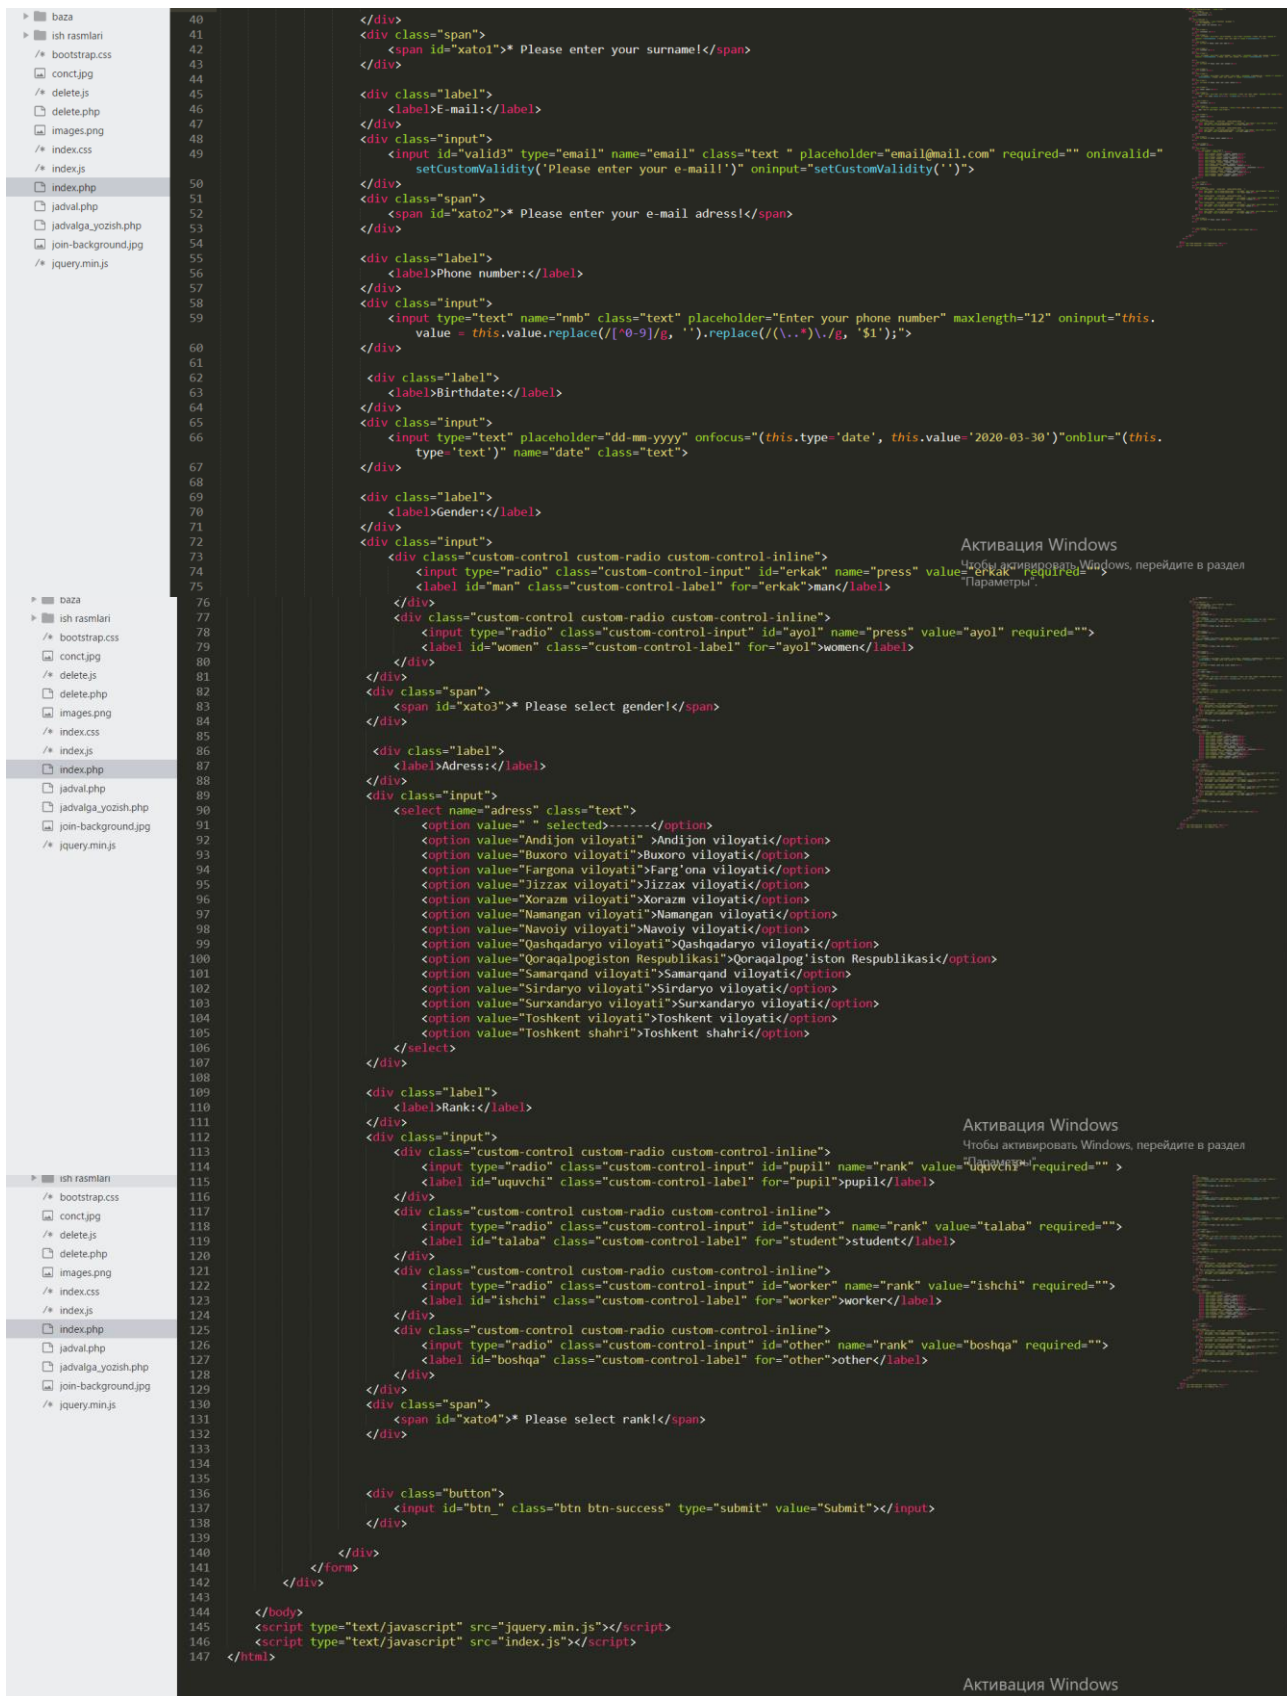 baza
ish rasmlari
bootstrap.css
conct.jpg
delete.js
delete.php
images.png
index.css
index.js
index.php
jadval.php
jadvalga_yozish.php
join-background.jpg
jquery.min.js
40 </div>
41 <div class="span">
42 <span id="xato1">* Please enter your surname!</span>
43 </div>
44
45 <div class="label">
46 <label>E-mail:</label>
47 </div>
48 <div class="input">
49 <input id="valid3" type="email" name="email" class="text " placeholder="email@mail.com" required="" oninvalid="
setCustomValidity('Please enter your e-mail!')" oninput="setCustomValidity('')">
50 </div>
51 <div class="span">
52 <span id="xato2">* Please enter your e-mail adress!</span>
53 </div>
54
55 <div class="label">
56 <label>Phone number:</label>
57 </div>
58 <div class="input">
59 <input type="text" name="nmb" class="text" placeholder="Enter your phone number" maxlength="12" oninput="this.
value = this.value.replace(/[^0-9]/g, '').replace(/(\..*)\./g, '$1');">
60 </div>
61
62 <div class="label">
63 <label>Birthdate:</label>
64 </div>
65 <div class="input">
66 <input type="text" placeholder="dd-mm-yyyy" onfocus="(this.type='date', this.value='2020-03-30')"onblur="(this.
type='text')" name="date" class="text">
67 </div>
68
69 <div class="label">
70 <label>Gender:</label>
71 </div>
72 <div class="input">
73 <div class="custom-control custom-radio custom-control-inline">
74 <input type="radio" class="custom-control-input" id="erkak" name="press" value="erkak" required="">
75 <label id="man" class="custom-control-label" for="erkak">man</label>
Активация Windows
Чтобы активировать Windows, перейдите в раздел
"Параметры".
baza
ish rasmlari
bootstrap.css
conct.jpg
delete.js
delete.php
images.png
index.css
index.js
index.php
jadval.php
jadvalga_yozish.php
join-background.jpg
jquery.min.js
76 </div>
77 <div class="custom-control custom-radio custom-control-inline">
78 <input type="radio" class="custom-control-input" id="ayol" name="press" value="ayol" required="">
79 <label id="women" class="custom-control-label" for="ayol">women</label>
80 </div>
81 </div>
82 <div class="span">
83 <span id="xato3">* Please select gender!</span>
84 </div>
85
86 <div class="label">
87 <label>Adress:</label>
88 </div>
89 <div class="input">
90 <select name="adress" class="text">
91 <option value=" " selected>------</option>
92 <option value="Andijon viloyati" >Andijon viloyati</option>
93 <option value="Buxoro viloyati">Buxoro viloyati</option>
94 <option value="Fargona viloyati">Farg'ona viloyati</option>
95 <option value="Jizzax viloyati">Jizzax viloyati</option>
96 <option value="Xorazm viloyati">Xorazm viloyati</option>
97 <option value="Namangan viloyati">Namangan viloyati</option>
98 <option value="Navoiy viloyati">Navoiy viloyati</option>
99 <option value="Qashqadaryo viloyati">Qashqadaryo viloyati</option>
100 <option value="Qoraqalpogiston Respublikasi">Qoraqalpog'iston Respublikasi</option>
101 <option value="Samarqand viloyati">Samarqand viloyati</option>
102 <option value="Sirdaryo viloyati">Sirdaryo viloyati</option>
103 <option value="Surxandaryo viloyati">Surxandaryo viloyati</option>
104 <option value="Toshkent viloyati">Toshkent viloyati</option>
105 <option value="Toshkent shahri">Toshkent shahri</option>
106 </select>
107 </div>
108
109 <div class="label">
110 <label>Rank:</label>
111 </div>
112 <div class="input">
113 <div class="custom-control custom-radio custom-control-inline">
114 <input type="radio" class="custom-control-input" id="pupil" name="rank" value="uquvchi" required="" >
115 <label id="uquvchi" class="custom-control-label" for="pupil">pupil</label>
Активация Windows
Чтобы активировать Windows, перейдите в раздел
"Параметры".
ish rasmlari
bootstrap.css
conct.jpg
delete.js
delete.php
images.png
index.css
index.js
index.php
jadval.php
jadvalga_yozish.php
join-background.jpg
jquery.min.js
116 </div>
117 <div class="custom-control custom-radio custom-control-inline">
118 <input type="radio" class="custom-control-input" id="student" name="rank" value="talaba" required="">
119 <label id="talaba" class="custom-control-label" for="student">student</label>
120 </div>
121 <div class="custom-control custom-radio custom-control-inline">
122 <input type="radio" class="custom-control-input" id="worker" name="rank" value="ishchi" required="">
123 <label id="ishchi" class="custom-control-label" for="worker">worker</label>
124 </div>
125 <div class="custom-control custom-radio custom-control-inline">
126 <input type="radio" class="custom-control-input" id="other" name="rank" value="boshqa" required="">
127 <label id="boshqa" class="custom-control-label" for="other">other</label>
128 </div>
129 </div>
130 <div class="span">
131 <span id="xato4">* Please select rank!</span>
132 </div>
133
134
135
136 <div class="button">
137 <input id="btn_" class="btn btn-success" type="submit" value="Submit"></input>
138 </div>
139
140 </div>
141 </form>
142 </div>
143
144 </body>
145 <script type="text/javascript" src="jquery.min.js"></script>
146 <script type="text/javascript" src="index.js"></script>
147 </html>
Активация Windows